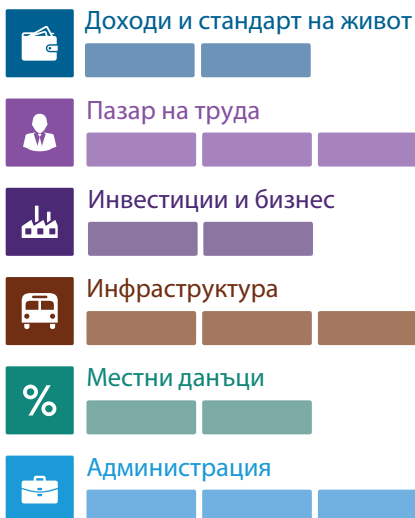 Доходи и стандарт на живот
Пазар на труда
Инвестиции и бизнес
Инфраструктура
Местни данъци
%
Администрация